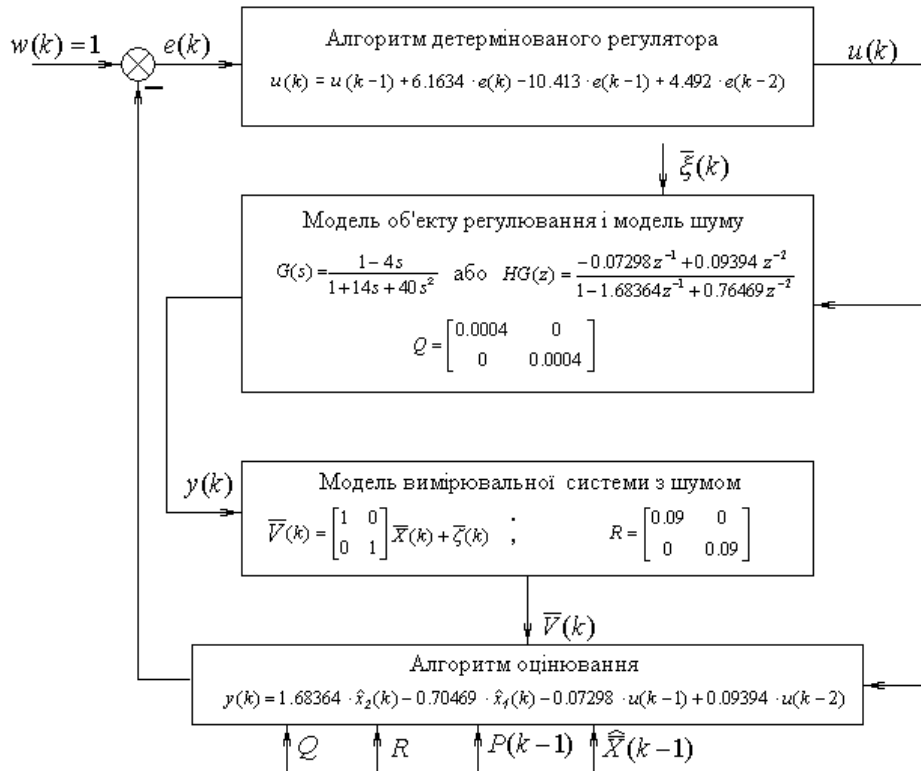 w(k)=1
e(k)
Алгоритм детермінованого регулятора
u(k) = u(k-1) + 6.1634 · e(k) - 10.413 · e(k-1) + 4.492 · e(k-2)
u(k)
−
ξ̅(k)
Модель об'екту регулювання і модель шуму
G(s) = (1-4s)/(1+14s+40s²) або HG(z) = (-0.07298z⁻¹+0.09394 z⁻²)/(1-1.68364z⁻¹+0.76469z⁻²)
Q = [0.0004 0; 0 0.0004]
y(k)
Модель вимірювальної системи з шумом
V̅(k) = [1 0; 0 1] X̅(k) + ζ̅(k) ; R = [0.09 0; 0 0.09]
V̅(k)
Алгоритм оцінювання
y(k) = 1.68364 · x̂₂(k) - 0.70469 · x̂₁(k) - 0.07298 · u(k-1) + 0.09394 · u(k-2)
Q R P(k-1) X̅̂(k-1)